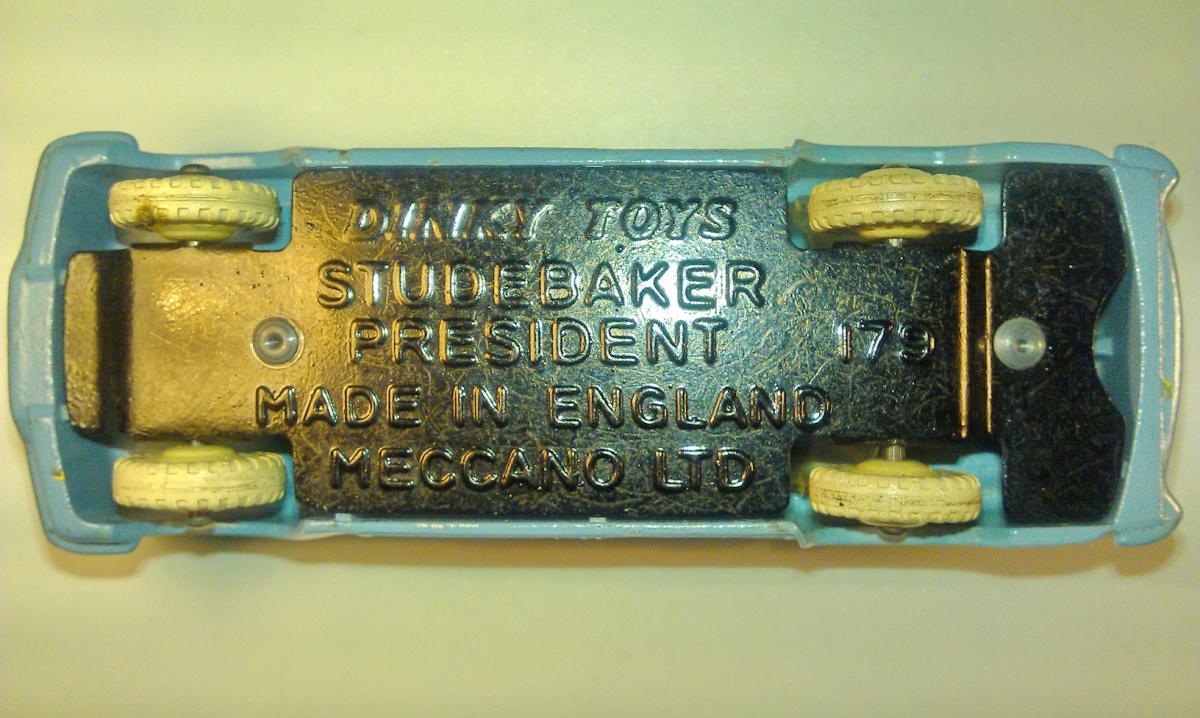 DINKY TOYS
STUDEBAKER
PRESIDENT 179
MADE IN ENGLAND
MECCANO LTD